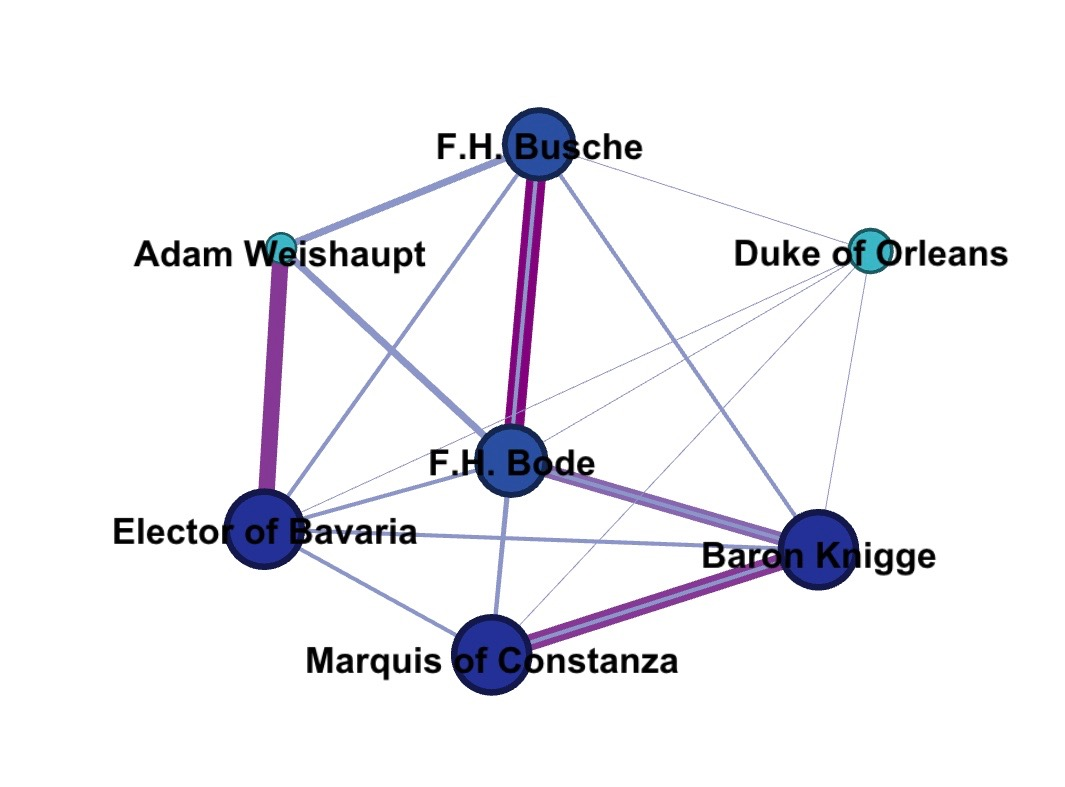 F.H. Busche
Adam Weishaupt
Duke of Orleans
F.H. Bode
Elector of Bavaria
Baron Knigge
Marquis of Constanza